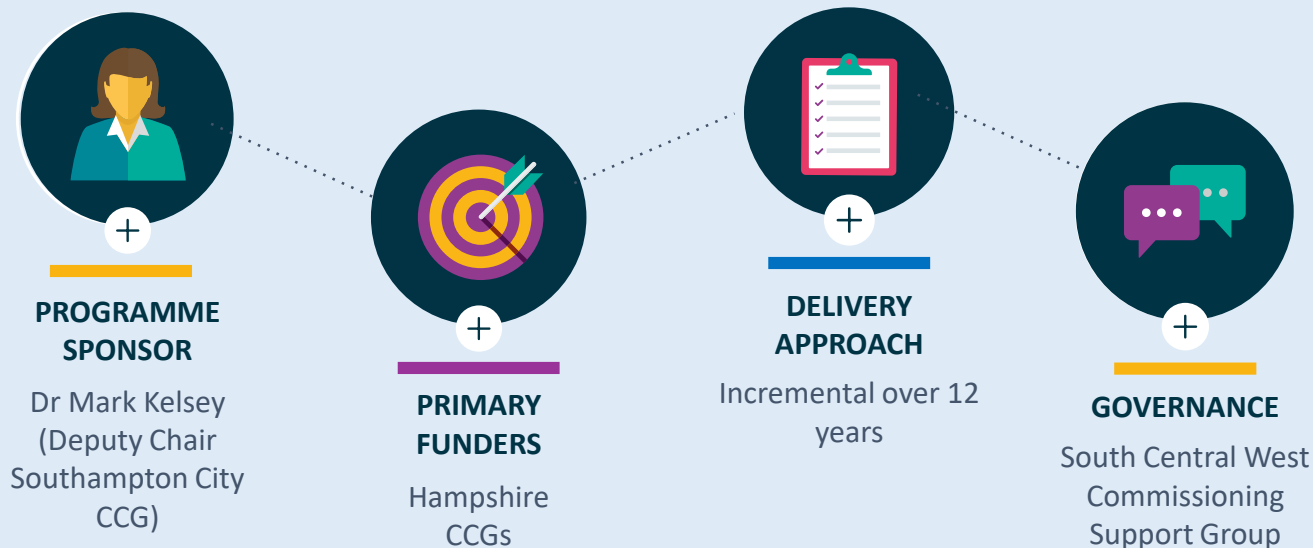 PROGRAMME
SPONSOR
Dr Mark Kelsey
(Deputy Chair
Southampton City
CCG)
PRIMARY
FUNDERS
Hampshire
CCGs
DELIVERY
APPROACH
Incremental over 12
years
GOVERNANCE
South Central West
Commissioning
Support Group